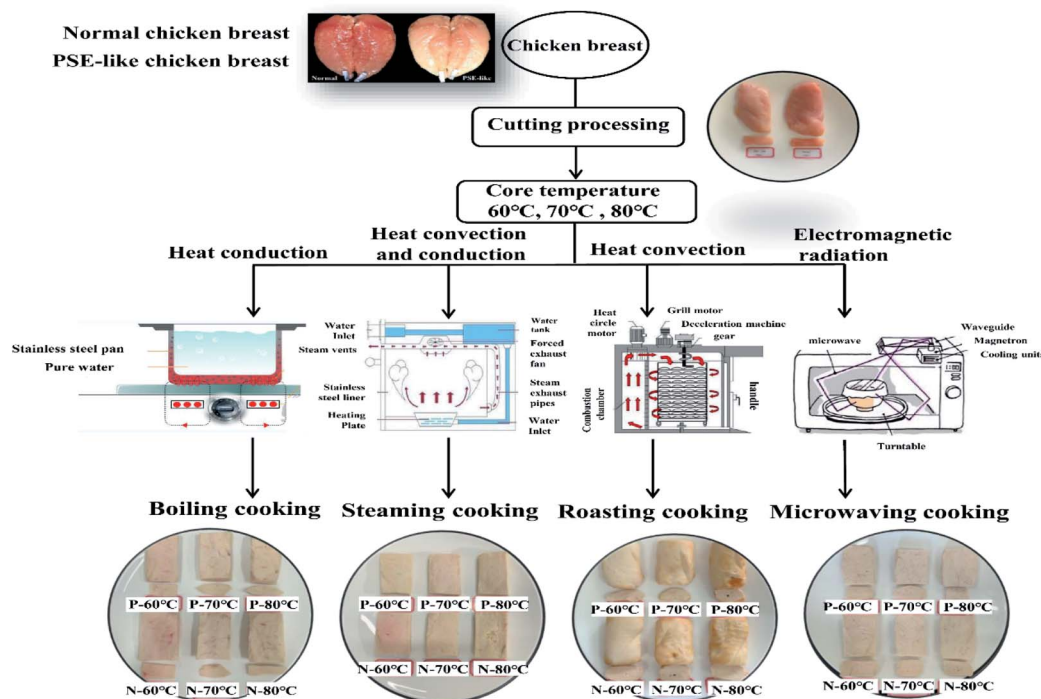 Normal chicken breast
PSE-like chicken breast
Normal
PSE-like
Chicken breast
Cutting processing
Core temperature
60℃, 70℃ , 80℃
Heat conduction
Heat convection
and conduction
Heat convection
Electromagnetic
radiation
Stainless steel pan
Pure water
Water
Inlet
Steam vents
Stainless
steel liner
Heating
Plate
Water
tank
Forced
exhaust
fan
Steam
exhaust
pipes
Water
Inlet
Heat
circle
motor
Grill motor
Deceleration machine
gear
Combustion
chamber
handle
microwave
Waveguide
Magnetron
Cooling unit
Turntable
Boiling cooking
Steaming cooking
Roasting cooking
Microwaving cooking
P-60℃ P-70℃ P-80℃
N-60℃ N-70℃ N-80℃
P-60℃ P-70℃ P-80℃
N-60℃ N-70℃ N-80℃
P-60℃ P-70℃ P-80℃
N-60℃ N-70℃ N-80℃
P-60℃ P-70℃ P-80℃
N-60℃ N-70℃ N-80℃